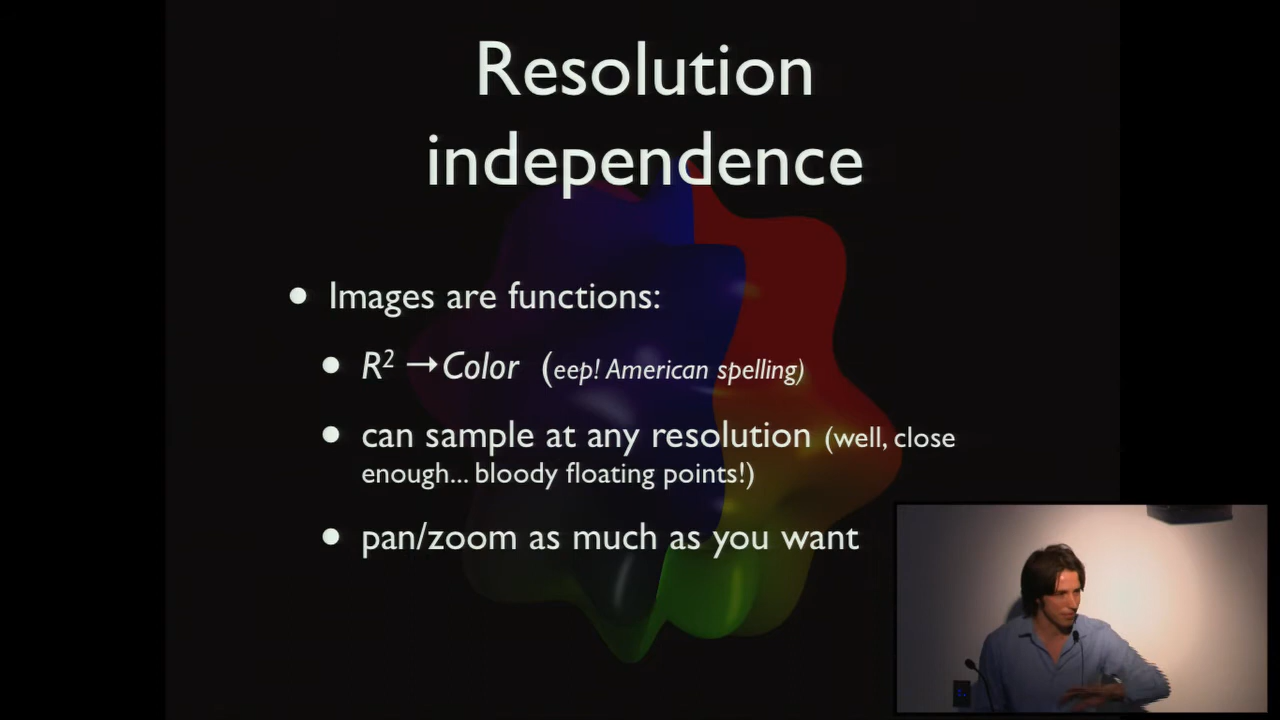 Resolution
independence
• Images are functions:
• R² →Color (eep! American spelling)
• can sample at any resolution (well, close
enough... bloody floating points!)
• pan/zoom as much as you want